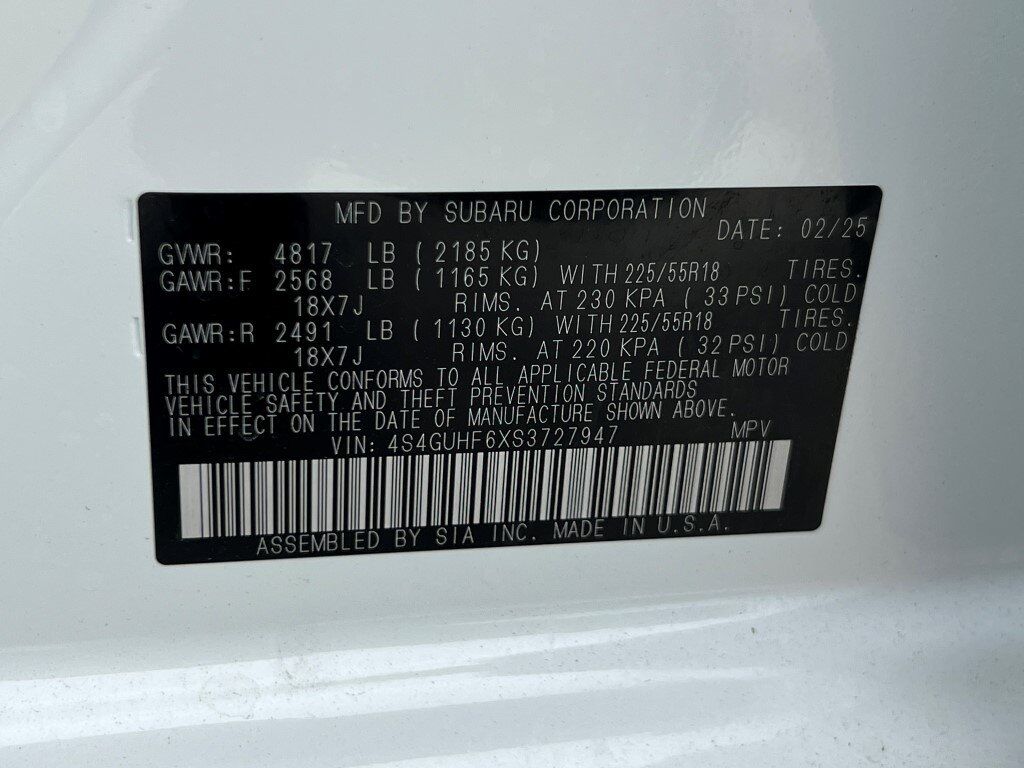 MFD BY SUBARU CORPORATION DATE: 02/25
GVWR: 4817 LB ( 2185 KG)
GAWR:F 2568 LB ( 1165 KG) WITH 225/55R18 TIRES.
18X7J RIMS. AT 230 KPA ( 33 PSI) COLD
GAWR:R 2491 LB ( 1130 KG) WITH 225/55R18 TIRES.
18X7J RIMS. AT 220 KPA ( 32 PSI) COLD
THIS VEHICLE CONFORMS TO ALL APPLICABLE FEDERAL MOTOR
VEHICLE SAFETY AND THEFT PREVENTION STANDARDS
IN EFFECT ON THE DATE OF MANUFACTURE SHOWN ABOVE.
VIN: 4S4GUHF6XS3727947 MPV
ASSEMBLED BY SIA INC. MADE IN U.S.A.